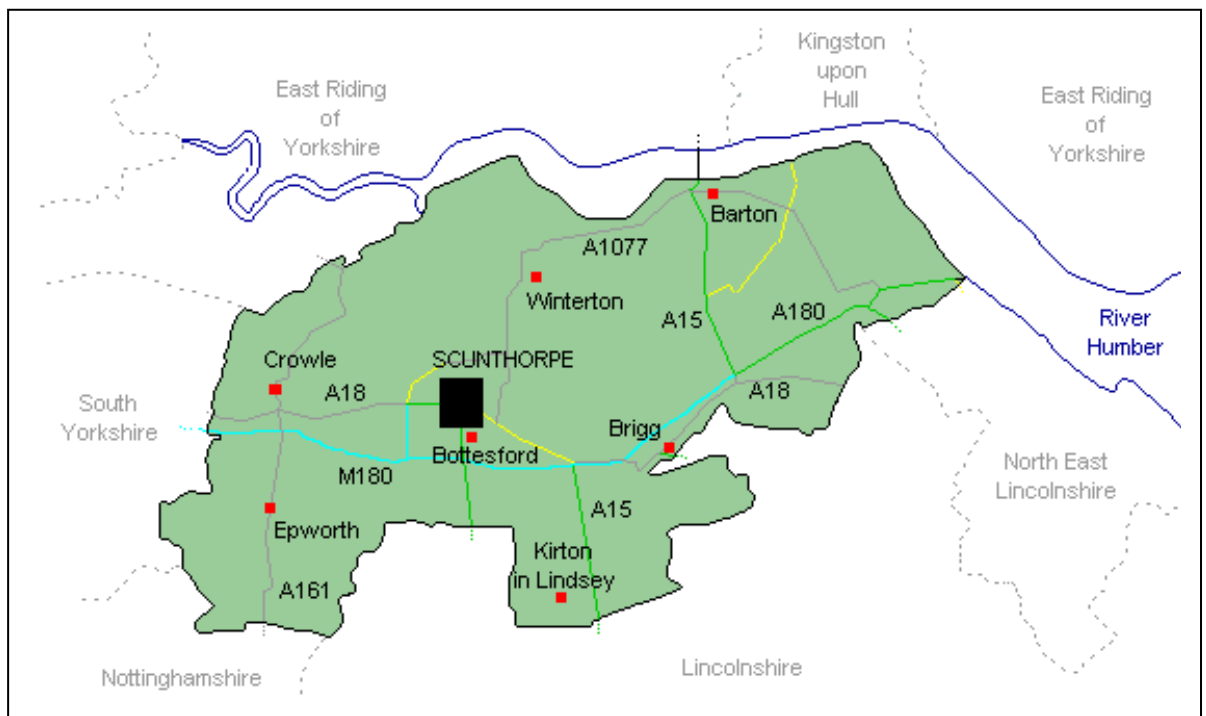 Kingston
upon
Hull
East Riding
of
Yorkshire
East Riding
of
Yorkshire
Barton
A1077
Winterton
A15
A180
River
Humber
Crowle
SCUNTHORPE
A18
A18
South
Yorkshire
Brigg
Bottesford
M180
North East
Lincolnshire
A15
Epworth
Kirton
in Lindsey
A161
Nottinghamshire
Lincolnshire